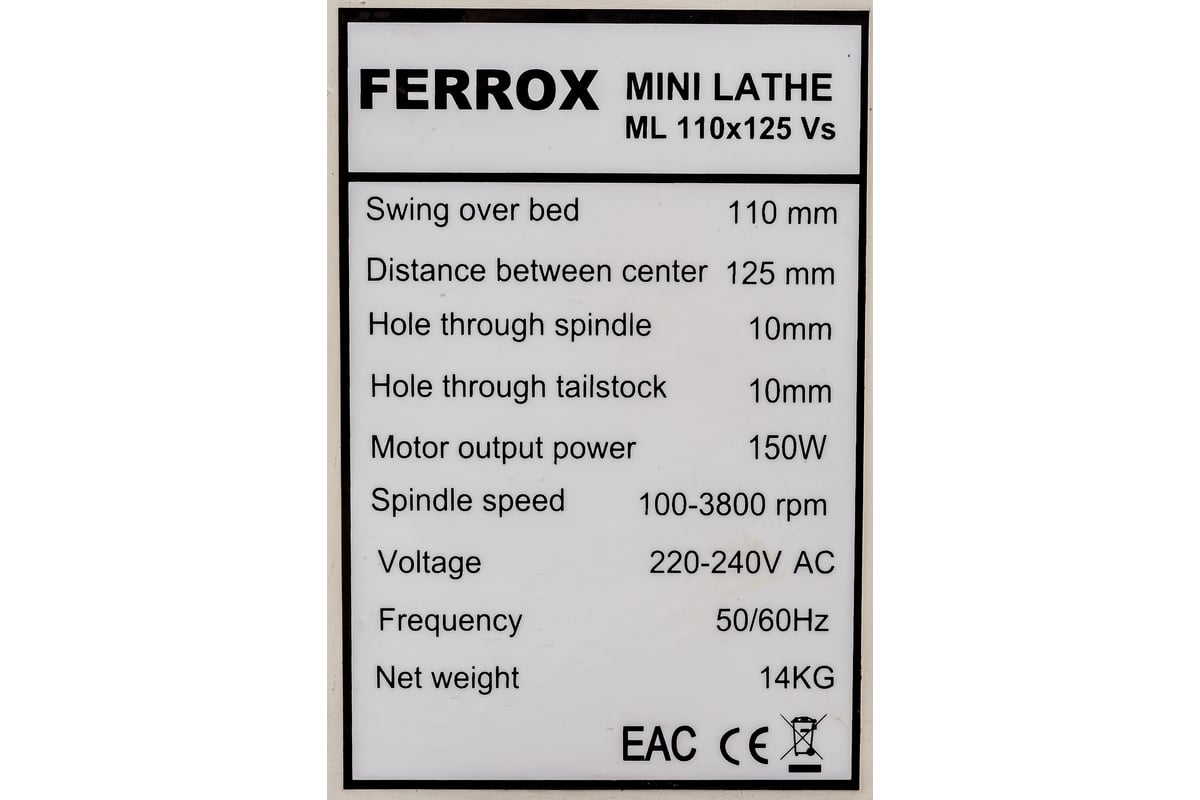 FERROX MINI LATHE
ML 110x125 Vs
Swing over bed 110 mm
Distance between center 125 mm
Hole through spindle 10mm
Hole through tailstock 10mm
Motor output power 150W
Spindle speed 100-3800 rpm
Voltage 220-240V AC
Frequency 50/60Hz
Net weight 14KG
EAC CE